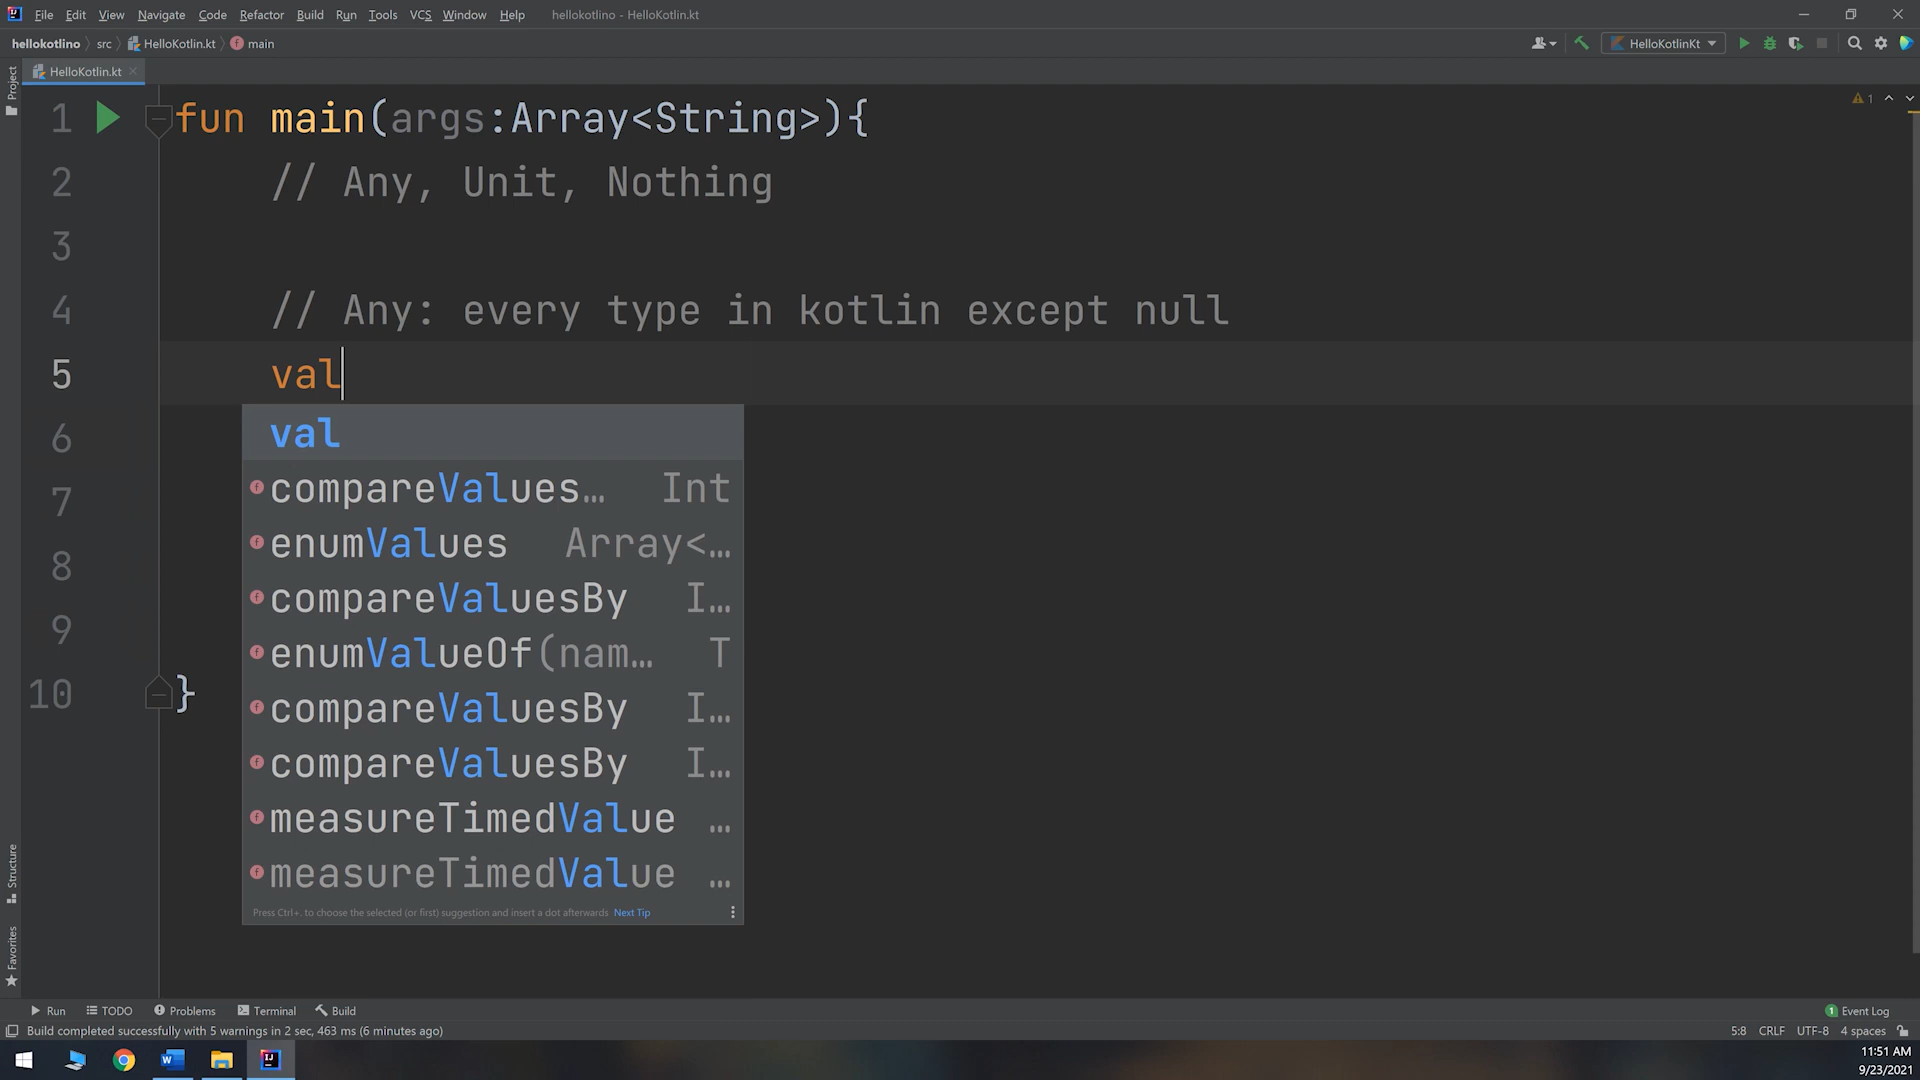 File Edit View Navigate Code Refactor Build Run Tools VCS Window Help hellokotlino - HelloKotlin.kt
hellokotlino src HelloKotlin.kt main HelloKotlinKt
Project
HelloKotlin.kt
1 fun main(args:Array<String>){
1
2 // Any, Unit, Nothing
3
4 // Any: every type in kotlin except null
5 val
val
6
compareValues… Int
7
enumValues Array<…
8
compareValuesBy I…
9
enumValueOf(nam… T
10 }
compareValuesBy I…
compareValuesBy I…
measureTimedValue …
measureTimedValue …
Press Ctrl+. to choose the selected (or first) suggestion and insert a dot afterwards Next Tip
Structure
Favorites
Run TODO Problems Terminal Build 1 Event Log
Build completed successfully with 5 warnings in 2 sec, 463 ms (6 minutes ago) 5:8 CRLF UTF-8 4 spaces
11:51 AM
9/23/2021